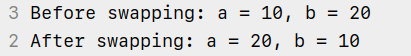 3 Before swapping: a = 10, b = 20
2 After swapping: a = 20, b = 10